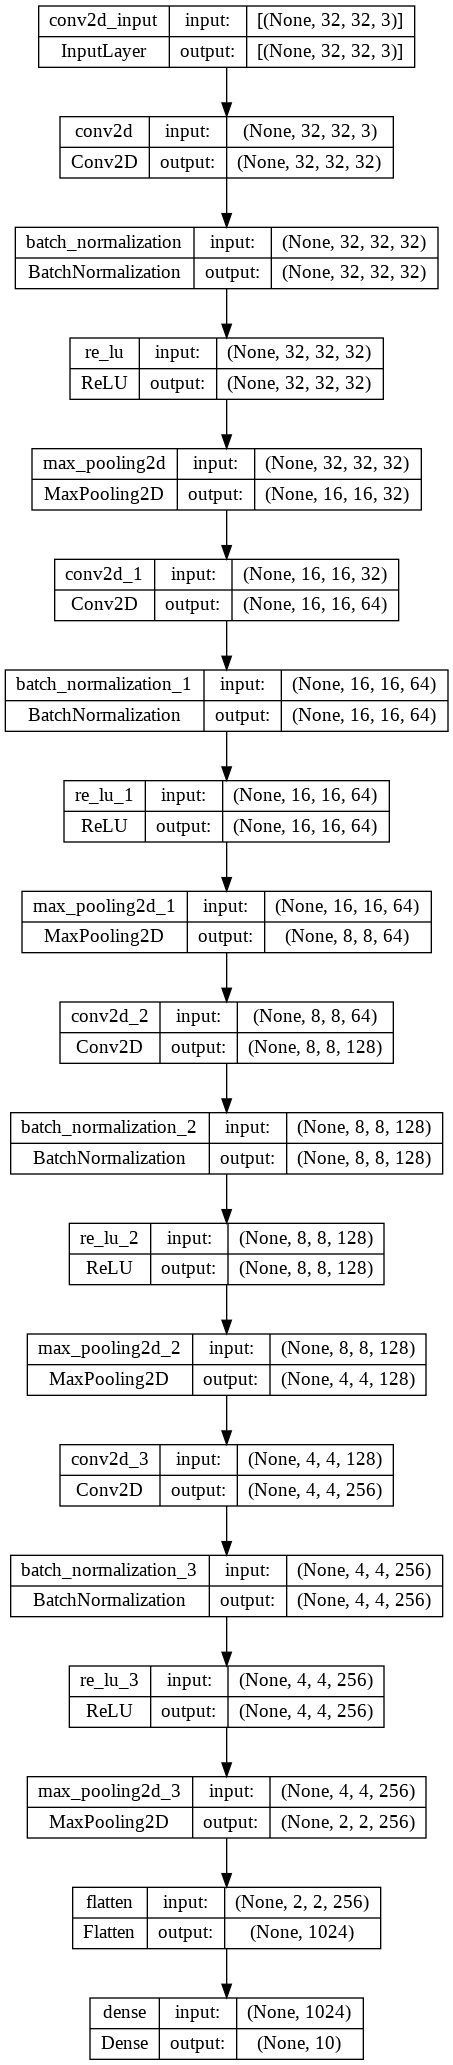 conv2d_input input: [(None, 32, 32, 3)]
InputLayer output: [(None, 32, 32, 3)]
conv2d input: (None, 32, 32, 3)
Conv2D output: (None, 32, 32, 32)
batch_normalization input: (None, 32, 32, 32)
BatchNormalization output: (None, 32, 32, 32)
re_lu input: (None, 32, 32, 32)
ReLU output: (None, 32, 32, 32)
max_pooling2d input: (None, 32, 32, 32)
MaxPooling2D output: (None, 16, 16, 32)
conv2d_1 input: (None, 16, 16, 32)
Conv2D output: (None, 16, 16, 64)
batch_normalization_1 input: (None, 16, 16, 64)
BatchNormalization output: (None, 16, 16, 64)
re_lu_1 input: (None, 16, 16, 64)
ReLU output: (None, 16, 16, 64)
max_pooling2d_1 input: (None, 16, 16, 64)
MaxPooling2D output: (None, 8, 8, 64)
conv2d_2 input: (None, 8, 8, 64)
Conv2D output: (None, 8, 8, 128)
batch_normalization_2 input: (None, 8, 8, 128)
BatchNormalization output: (None, 8, 8, 128)
re_lu_2 input: (None, 8, 8, 128)
ReLU output: (None, 8, 8, 128)
max_pooling2d_2 input: (None, 8, 8, 128)
MaxPooling2D output: (None, 4, 4, 128)
conv2d_3 input: (None, 4, 4, 128)
Conv2D output: (None, 4, 4, 256)
batch_normalization_3 input: (None, 4, 4, 256)
BatchNormalization output: (None, 4, 4, 256)
re_lu_3 input: (None, 4, 4, 256)
ReLU output: (None, 4, 4, 256)
max_pooling2d_3 input: (None, 4, 4, 256)
MaxPooling2D output: (None, 2, 2, 256)
flatten input: (None, 2, 2, 256)
Flatten output: (None, 1024)
dense input: (None, 1024)
Dense output: (None, 10)